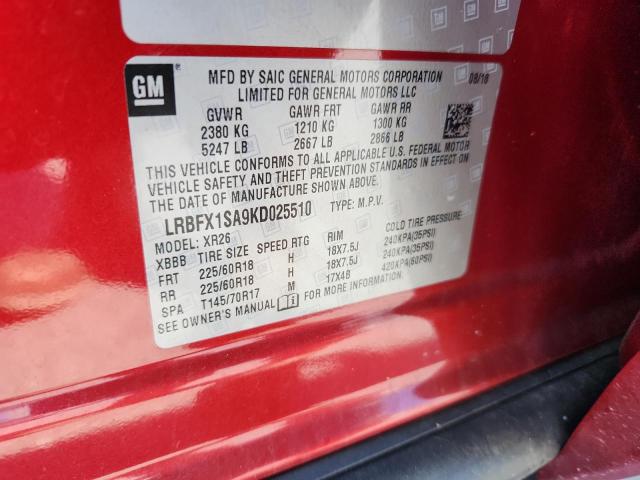 GM
MFD BY SAIC GENERAL MOTORS CORPORATION 08/18
LIMITED FOR GENERAL MOTORS LLC
GVWR GAWR FRT GAWR RR
2380 KG 1210 KG 1300 KG
5247 LB 2667 LB 2866 LB
THIS VEHICLE CONFORMS TO ALL APPLICABLE U.S. FEDERAL MOTOR
VEHICLE SAFETY, BUMPER, AND THEFT PREVENTION STANDARDS IN EFFECT ON THE
DATE OF MANUFACTURE SHOWN ABOVE.
LRBFX1SA9KD025510 TYPE: M.P.V.
MODEL: XR26
XBBB TIRE SIZE SPEED RTG RIM COLD TIRE PRESSURE
FRT 225/60R18 H 18X7.5J 240KPA(35PSI)
RR 225/60R18 H 18X7.5J 240KPA(35PSI)
SPA T145/70R17 M 17X4B 420KPA(60PSI)
SEE OWNER'S MANUAL FOR MORE INFORMATION.